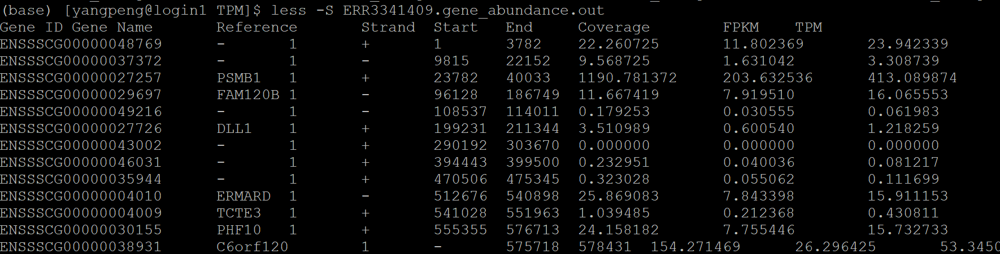 (base) [yangpeng@login1 TPM]$ less -S ERR3341409.gene_abundance.out
Gene ID Gene Name Reference Strand Start End Coverage FPKM TPM
ENSSSCG00000048769 - 1 + 1 3782 22.260725 11.802369 23.942339
ENSSSCG00000037372 - 1 - 9815 22152 9.568725 1.631042 3.308739
ENSSSCG00000027257 PSMB1 1 + 23782 40033 1190.781372 203.632536 413.089874
ENSSSCG00000029697 FAM120B 1 - 96128 186749 11.667419 7.919510 16.065553
ENSSSCG00000049216 - 1 - 108537 114011 0.179253 0.030555 0.061983
ENSSSCG00000027726 DLL1 1 + 199231 211344 3.510989 0.600540 1.218259
ENSSSCG00000043002 - 1 + 290192 303670 0.000000 0.000000 0.000000
ENSSSCG00000046031 - 1 + 394443 399500 0.232951 0.040036 0.081217
ENSSSCG00000035944 - 1 + 470506 475345 0.323028 0.055062 0.111699
ENSSSCG00000004010 ERMARD 1 - 512676 540898 25.869083 7.843398 15.911153
ENSSSCG00000004009 TCTE3 1 + 541028 551963 1.039485 0.212368 0.430811
ENSSSCG00000030155 PHF10 1 + 555355 576713 24.158182 7.755446 15.732733
ENSSSCG00000038931 C6orf120 1 - 575718 578431 154.271469 26.296425 53.3450